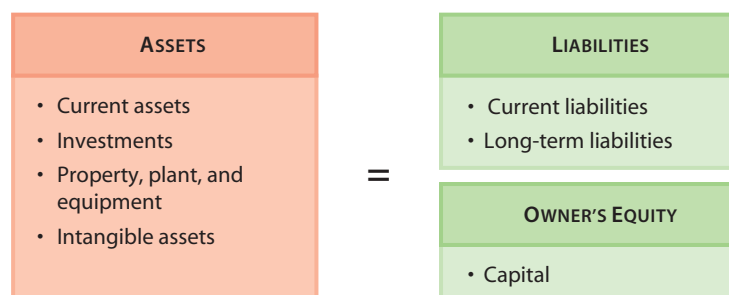 ASSETS
• Current assets
• Investments
• Property, plant, and
equipment
• Intangible assets
=
LIABILITIES
• Current liabilities
• Long-term liabilities
OWNER'S EQUITY
• Capital